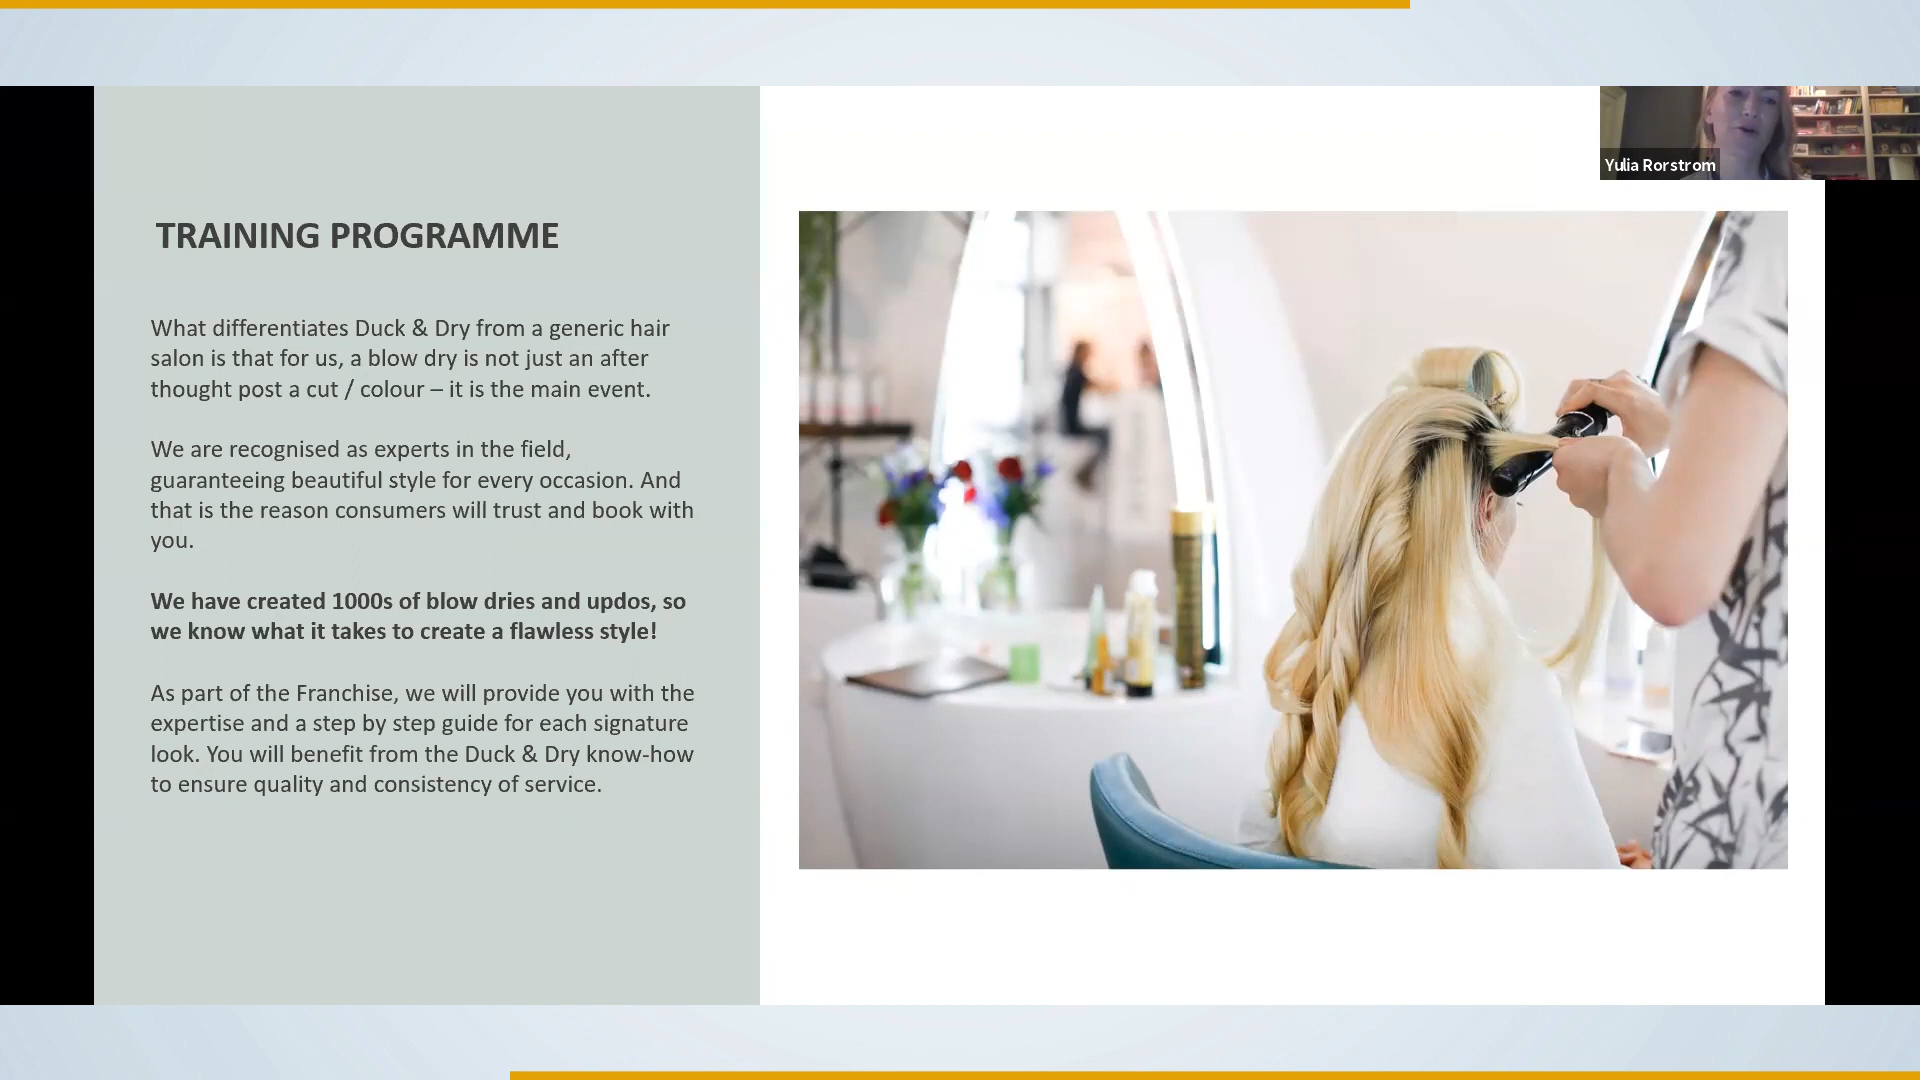 Yulia Rorstrom
TRAINING PROGRAMME
What differentiates Duck & Dry from a generic hair
salon is that for us, a blow dry is not just an after
thought post a cut / colour – it is the main event.
We are recognised as experts in the field,
guaranteeing beautiful style for every occasion. And
that is the reason consumers will trust and book with
you.
We have created 1000s of blow dries and updos, so
we know what it takes to create a flawless style!
As part of the Franchise, we will provide you with the
expertise and a step by step guide for each signature
look. You will benefit from the Duck & Dry know-how
to ensure quality and consistency of service.